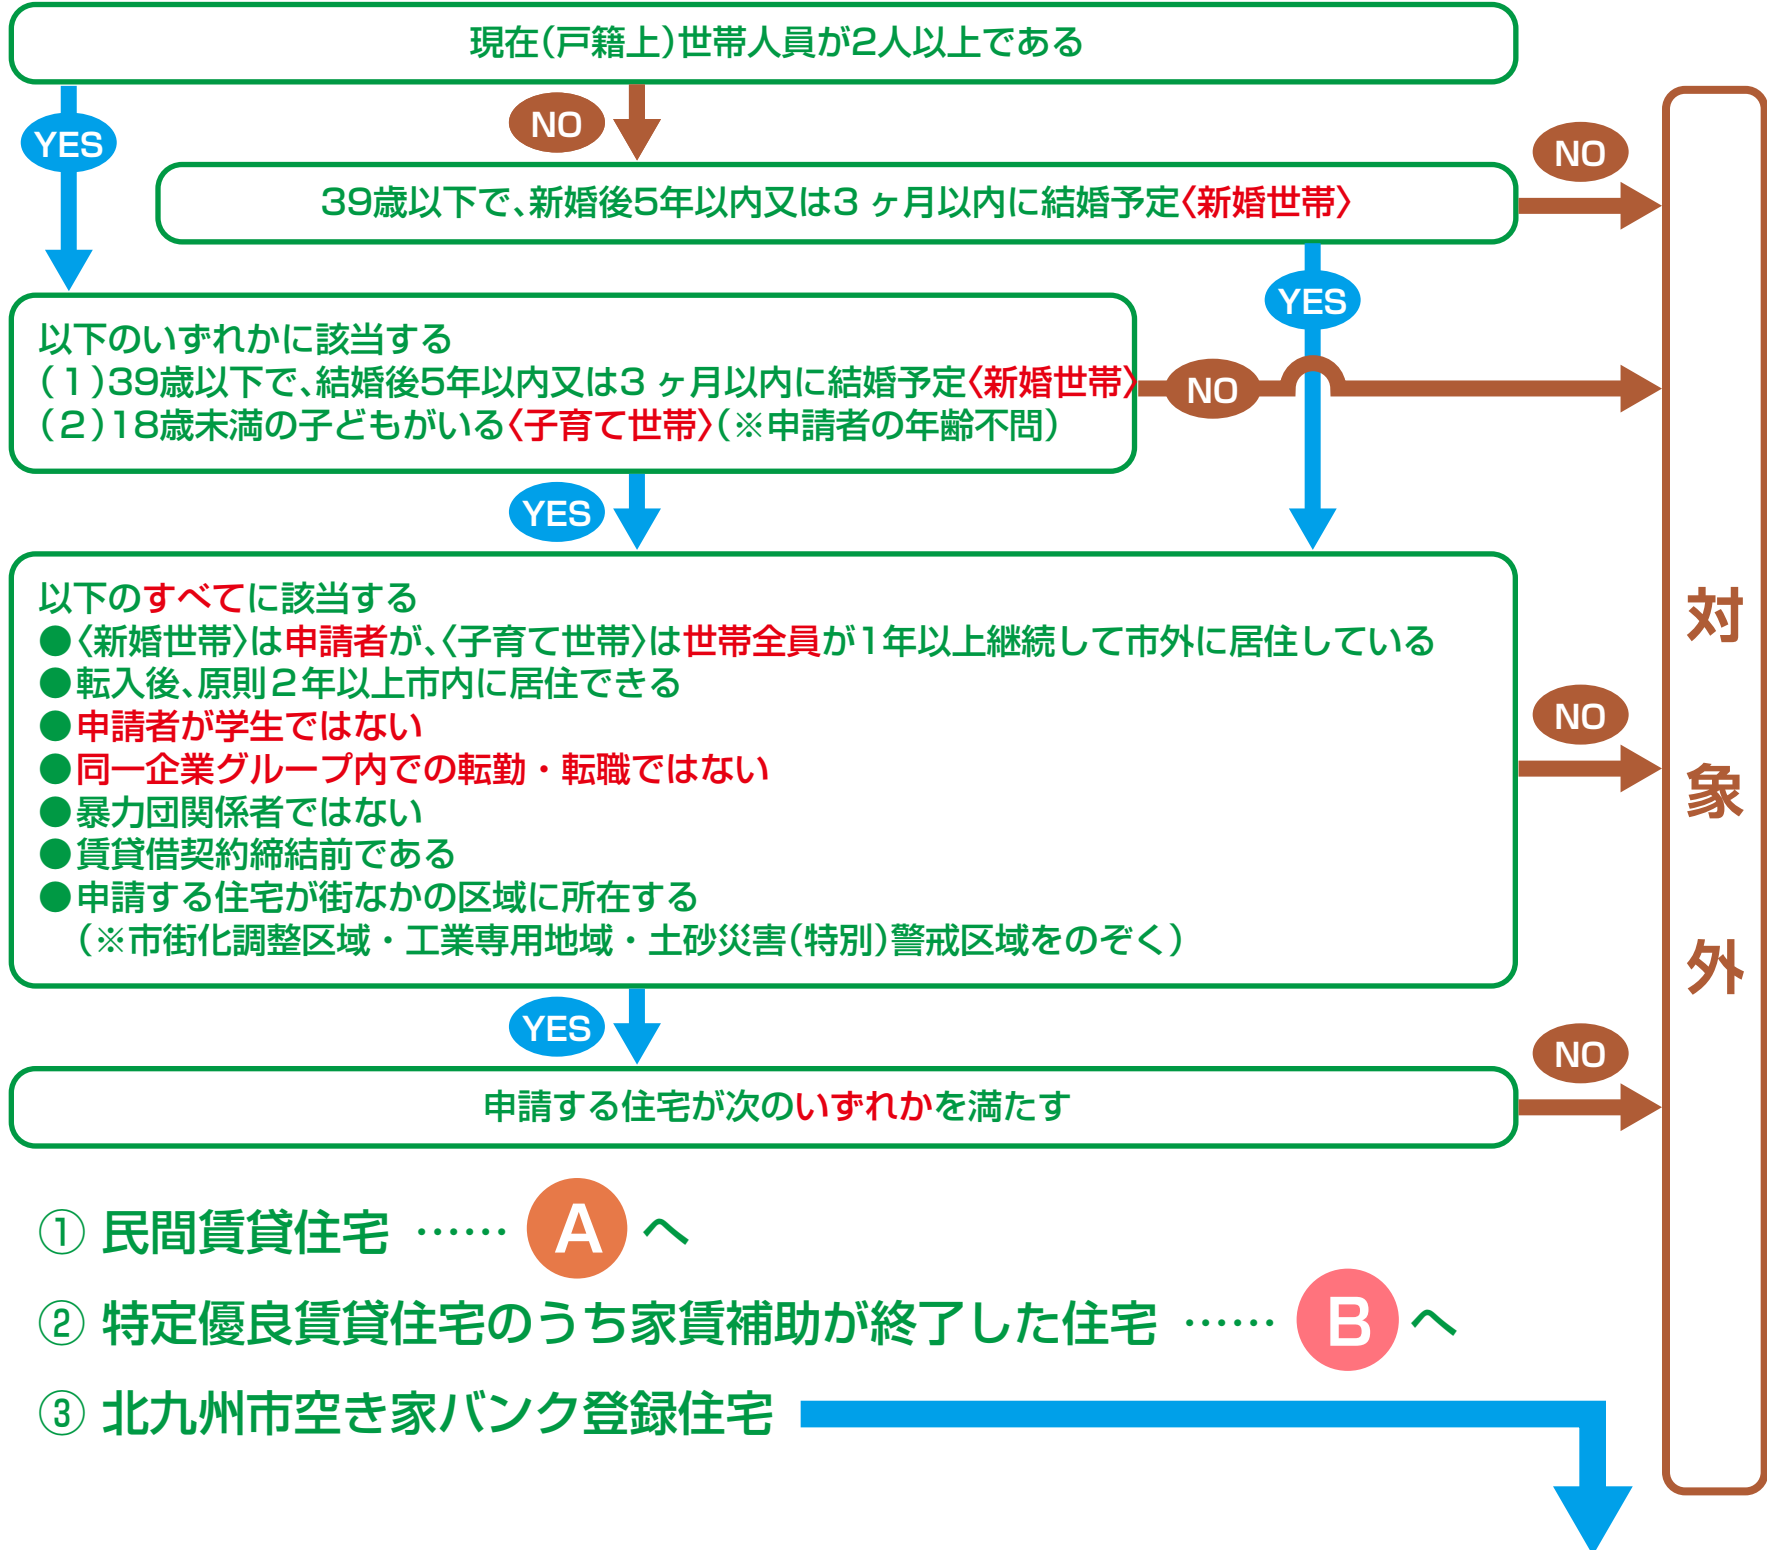 現在(戸籍上)世帯人員が2人以上である
YES
NO
39歳以下で、新婚後5年以内又は3ヶ月以内に結婚予定〈新婚世帯〉
NO
YES
以下のいずれかに該当する
(1)39歳以下で、結婚後5年以内又は3ヶ月以内に結婚予定〈新婚世帯〉
(2)18歳未満の子どもがいる〈子育て世帯〉(※申請者の年齢不問)
NO
YES
以下のすべてに該当する
●〈新婚世帯〉は申請者が、〈子育て世帯〉は世帯全員が1年以上継続して市外に居住している
●転入後、原則2年以上市内に居住できる
●申請者が学生ではない
●同一企業グループ内での転勤・転職ではない
●暴力団関係者ではない
●賃貸借契約締結前である
●申請する住宅が街なかの区域に所在する
(※市街化調整区域・工業専用地域・土砂災害(特別)警戒区域をのぞく)
NO
YES
申請する住宅が次のいずれかを満たす
NO
① 民間賃貸住宅 …… A へ
② 特定優良賃貸住宅のうち家賃補助が終了した住宅 …… B へ
③ 北九州市空き家バンク登録住宅
対象外